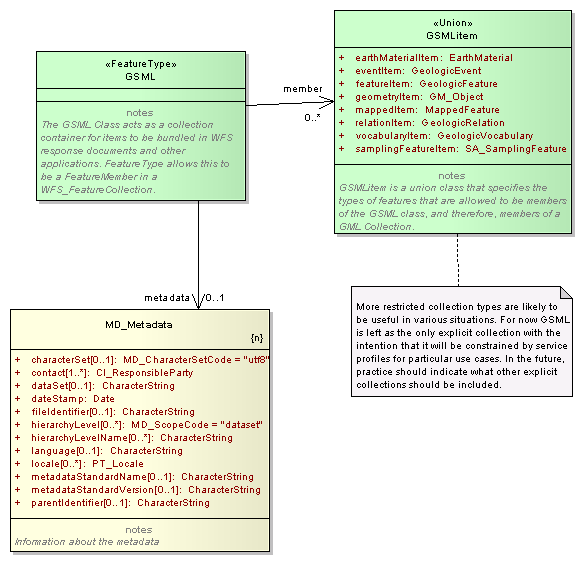 «Union»
GSMLitem
+ earthMaterialItem: EarthMaterial
+ eventItem: GeologicEvent
+ featureItem: GeologicFeature
+ geometryItem: GM_Object
+ mappedItem: MappedFeature
+ relationItem: GeologicRelation
+ vocabularyItem: GeologicVocabulary
+ samplingFeatureItem: SA_SamplingFeature
notes
GSMLitem is a union class that specifies the
types of features that are allowed to be members
of the GSML class, and therefore, members of a
GML Collection.
«FeatureType»
GSML
notes
The GSML Class acts as a collection
container for items to be bundled in WFS
response documents and other
applications. FeatureType allows this to
be a FeatureMember in a
WFS_FeatureCollection.
member
0..*
metadata
0..1
MD_Metadata
{n}
+ characterSet[0..1]: MD_CharacterSetCode = "utf8"
+ contact[1..*]: CI_ResponsibleParty
+ dataSet[0..1]: CharacterString
+ dateStamp: Date
+ fileIdentifier[0..1]: CharacterString
+ hierarchyLevel[0..*]: MD_ScopeCode = "dataset"
+ hierarchyLevelName[0..*]: CharacterString
+ language[0..1]: CharacterString
+ locale[0..*]: PT_Locale
+ metadataStandardName[0..1]: CharacterString
+ metadataStandardVersion[0..1]: CharacterString
+ parentIdentifier[0..1]: CharacterString
notes
Information about the metadata
More restricted collection types are likely to
be useful in various situations. For now GSML
is left as the only explicit collection with the
intention that it will be constrained by service
profiles for particular use cases. In the future,
practice should indicate what other explicit
collections should be included.